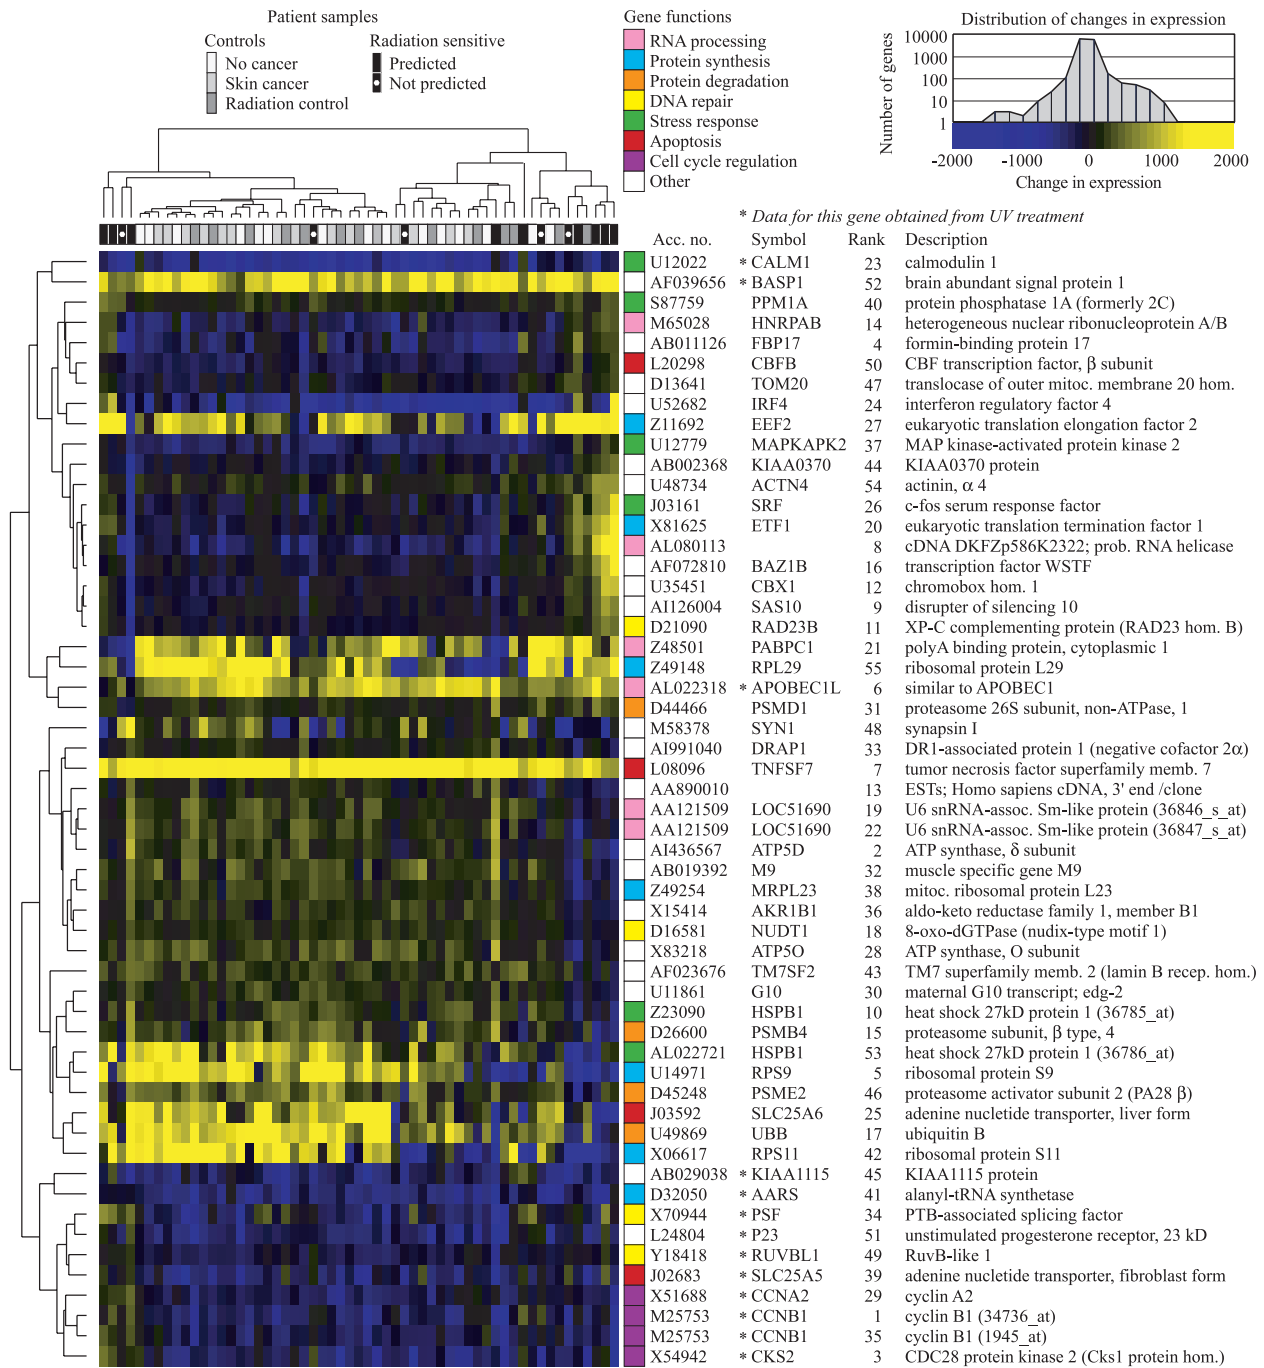 Patient samples
Controls
No cancer
Skin cancer
Radiation control
Radiation sensitive
Predicted
Not predicted
Gene functions
RNA processing
Protein synthesis
Protein degradation
DNA repair
Stress response
Apoptosis
Cell cycle regulation
Other
Distribution of changes in expression
Number of genes
10000
1000
100
10
1
-2000 -1000 0 1000 2000
Change in expression
* Data for this gene obtained from UV treatment
Acc. no. Symbol Rank Description
U12022 * CALM1 23 calmodulin 1
AF039656 * BASP1 52 brain abundant signal protein 1
S87759 PPM1A 40 protein phosphatase 1A (formerly 2C)
M65028 HNRPAB 14 heterogeneous nuclear ribonucleoprotein A/B
AB011126 FBP17 4 formin-binding protein 17
L20298 CBFB 50 CBF transcription factor, β subunit
D13641 TOM20 47 translocase of outer mitoc. membrane 20 hom.
U52682 IRF4 24 interferon regulatory factor 4
Z11692 EEF2 27 eukaryotic translation elongation factor 2
U12779 MAPKAPK2 37 MAP kinase-activated protein kinase 2
AB002368 KIAA0370 44 KIAA0370 protein
U48734 ACTN4 54 actinin, α 4
J03161 SRF 26 c-fos serum response factor
X81625 ETF1 20 eukaryotic translation termination factor 1
AL080113 8 cDNA DKFZp586K2322; prob. RNA helicase
AF072810 BAZ1B 16 transcription factor WSTF
U35451 CBX1 12 chromobox hom. 1
AI126004 SAS10 9 disrupter of silencing 10
D21090 RAD23B 11 XP-C complementing protein (RAD23 hom. B)
Z48501 PABPC1 21 polyA binding protein, cytoplasmic 1
Z49148 RPL29 55 ribosomal protein L29
AL022318 * APOBEC1L 6 similar to APOBEC1
D44466 PSMD1 31 proteasome 26S subunit, non-ATPase, 1
M58378 SYN1 48 synapsin I
AI991040 DRAP1 33 DR1-associated protein 1 (negative cofactor 2α)
L08096 TNFSF7 7 tumor necrosis factor superfamily memb. 7
AA890010 13 ESTs; Homo sapiens cDNA, 3' end /clone
AA121509 LOC51690 19 U6 snRNA-assoc. Sm-like protein (36846_s_at)
AA121509 LOC51690 22 U6 snRNA-assoc. Sm-like protein (36847_s_at)
AI436567 ATP5D 2 ATP synthase, δ subunit
AB019392 M9 32 muscle specific gene M9
Z49254 MRPL23 38 mitoc. ribosomal protein L23
X15414 AKR1B1 36 aldo-keto reductase family 1, member B1
D16581 NUDT1 18 8-oxo-dGTPase (nudix-type motif 1)
X83218 ATP5O 28 ATP synthase, O subunit
AF023676 TM7SF2 43 TM7 superfamily memb. 2 (lamin B recep. hom.)
U11861 G10 30 maternal G10 transcript; edg-2
Z23090 HSPB1 10 heat shock 27kD protein 1 (36785_at)
D26600 PSMB4 15 proteasome subunit, β type, 4
AL022721 HSPB1 53 heat shock 27kD protein 1 (36786_at)
U14971 RPS9 5 ribosomal protein S9
D45248 PSME2 46 proteasome activator subunit 2 (PA28 β)
J03592 SLC25A6 25 adenine nucletide transporter, liver form
U49869 UBB 17 ubiquitin B
X06617 RPS11 42 ribosomal protein S11
AB029038 * KIAA1115 45 KIAA1115 protein
D32050 * AARS 41 alanyl-tRNA synthetase
X70944 * PSF 34 PTB-associated splicing factor
L24804 * P23 51 unstimulated progesterone receptor, 23 kD
Y18418 * RUVBL1 49 RuvB-like 1
J02683 * SLC25A5 39 adenine nucletide transporter, fibroblast form
X51688 * CCNA2 29 cyclin A2
M25753 * CCNB1 1 cyclin B1 (34736_at)
M25753 * CCNB1 35 cyclin B1 (1945_at)
X54942 * CKS2 3 CDC28 protein kinase 2 (Cks1 protein hom.)